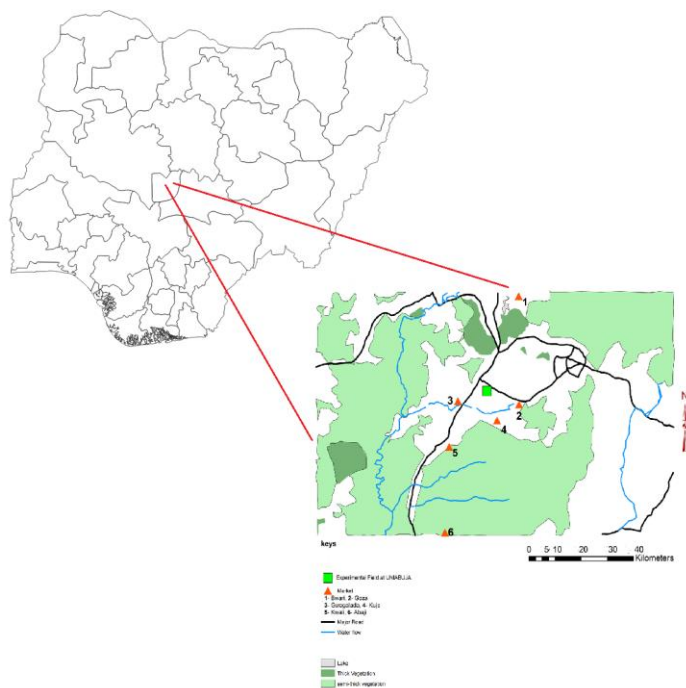 1
N
3
2
4
5
6
keys
0 5 10 20 30 40
Kilometers
Experimental Field at UNIABUJA
Market
1- Bwari, 2- Giosa
3- Gwagalada, 4- Kuje
5- Kwali, 6- Abaji
Major Road
Water flow
Lake
Thick Vegetation
semi-thick vegetation